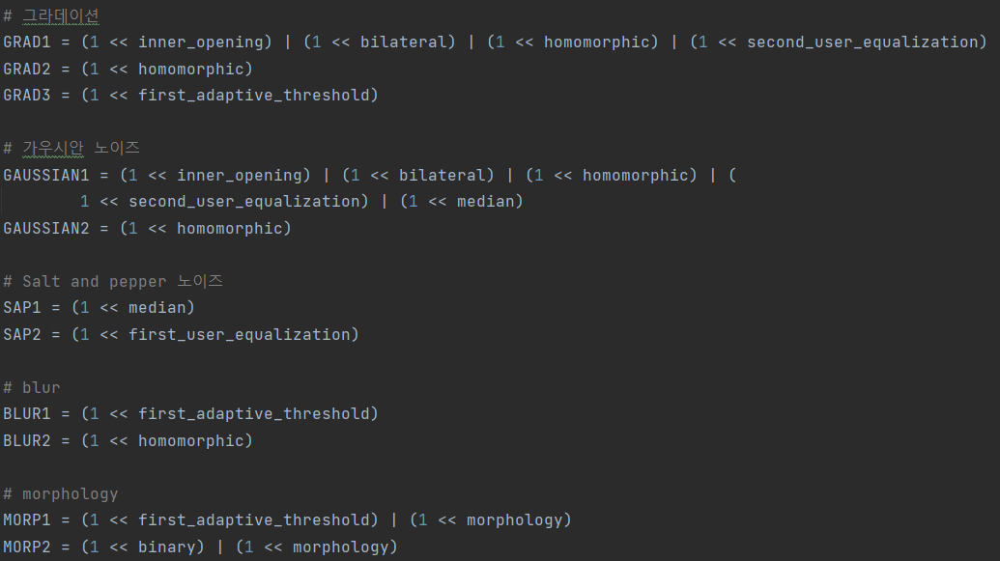 # 그라데이션
GRAD1 = (1 << inner_opening) | (1 << bilateral) | (1 << homomorphic) | (1 << second_user_equalization)
GRAD2 = (1 << homomorphic)
GRAD3 = (1 << first_adaptive_threshold)
# 가우시안 노이즈
GAUSSIAN1 = (1 << inner_opening) | (1 << bilateral) | (1 << homomorphic) | (
1 << second_user_equalization) | (1 << median)
GAUSSIAN2 = (1 << homomorphic)
# Salt and pepper 노이즈
SAP1 = (1 << median)
SAP2 = (1 << first_user_equalization)
# blur
BLUR1 = (1 << first_adaptive_threshold)
BLUR2 = (1 << homomorphic)
# morphology
MORP1 = (1 << first_adaptive_threshold) | (1 << morphology)
MORP2 = (1 << binary) | (1 << morphology)